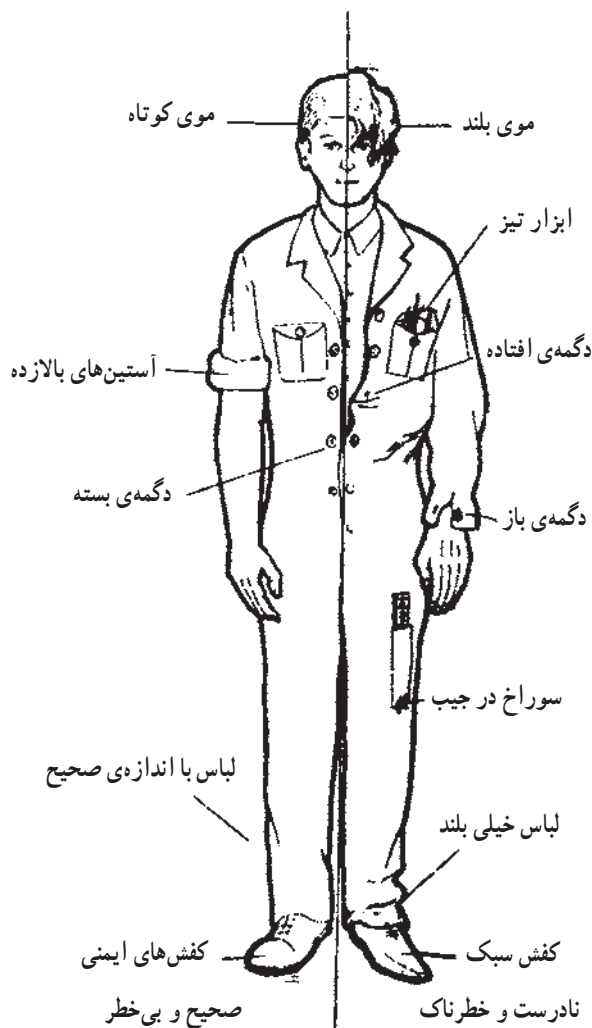 موی بلند
موی کوتاه
ابزار تیز
دگمه‌ی افتاده
آستین‌های بالازده
دگمه‌ی بسته
دگمه‌ی باز
سوراخ در جیب
لباس با اندازه‌ی صحیح
لباس خیلی بلند
کفش سبک
کفش‌های ایمنی
نادرست و خطرناک
صحیح و بی‌خطر